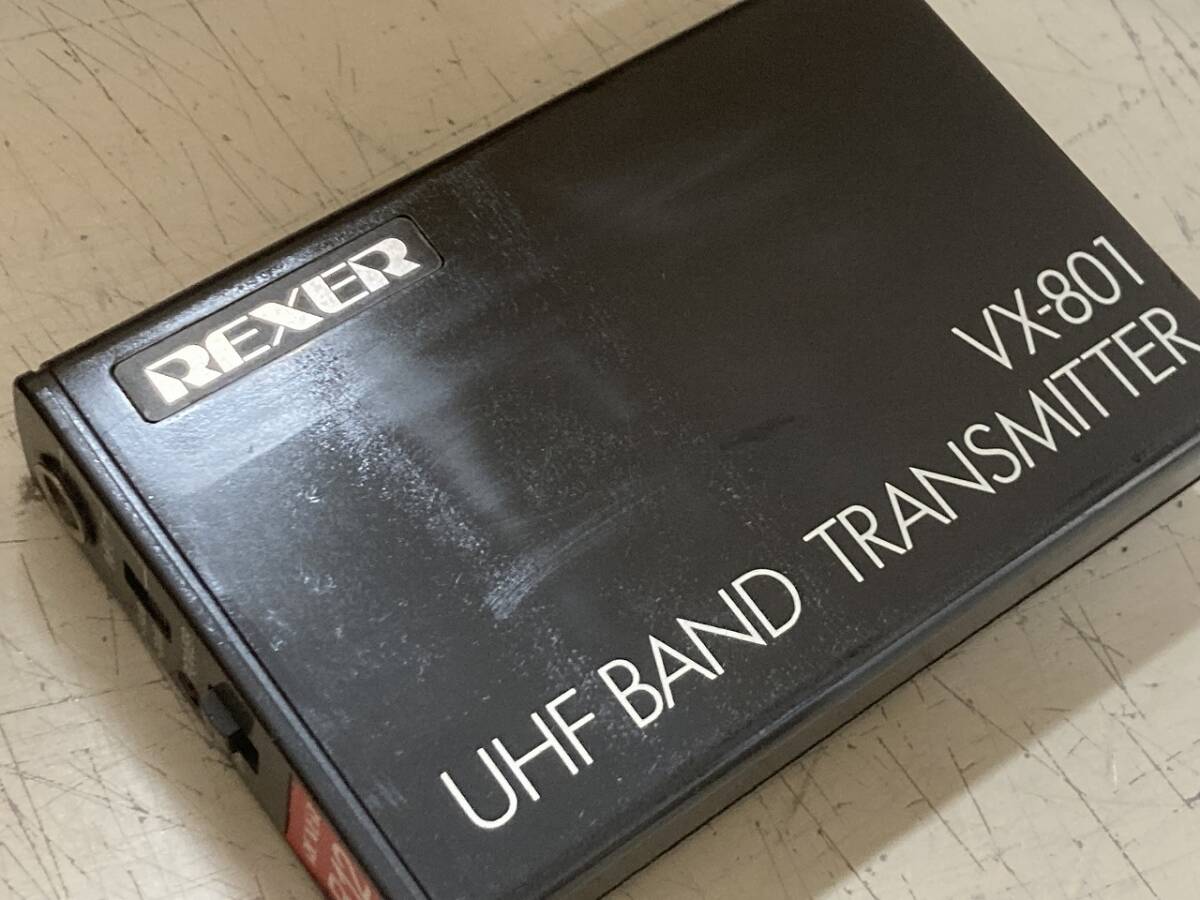 REXER
VX-801
UHF BAND TRANSMITTER